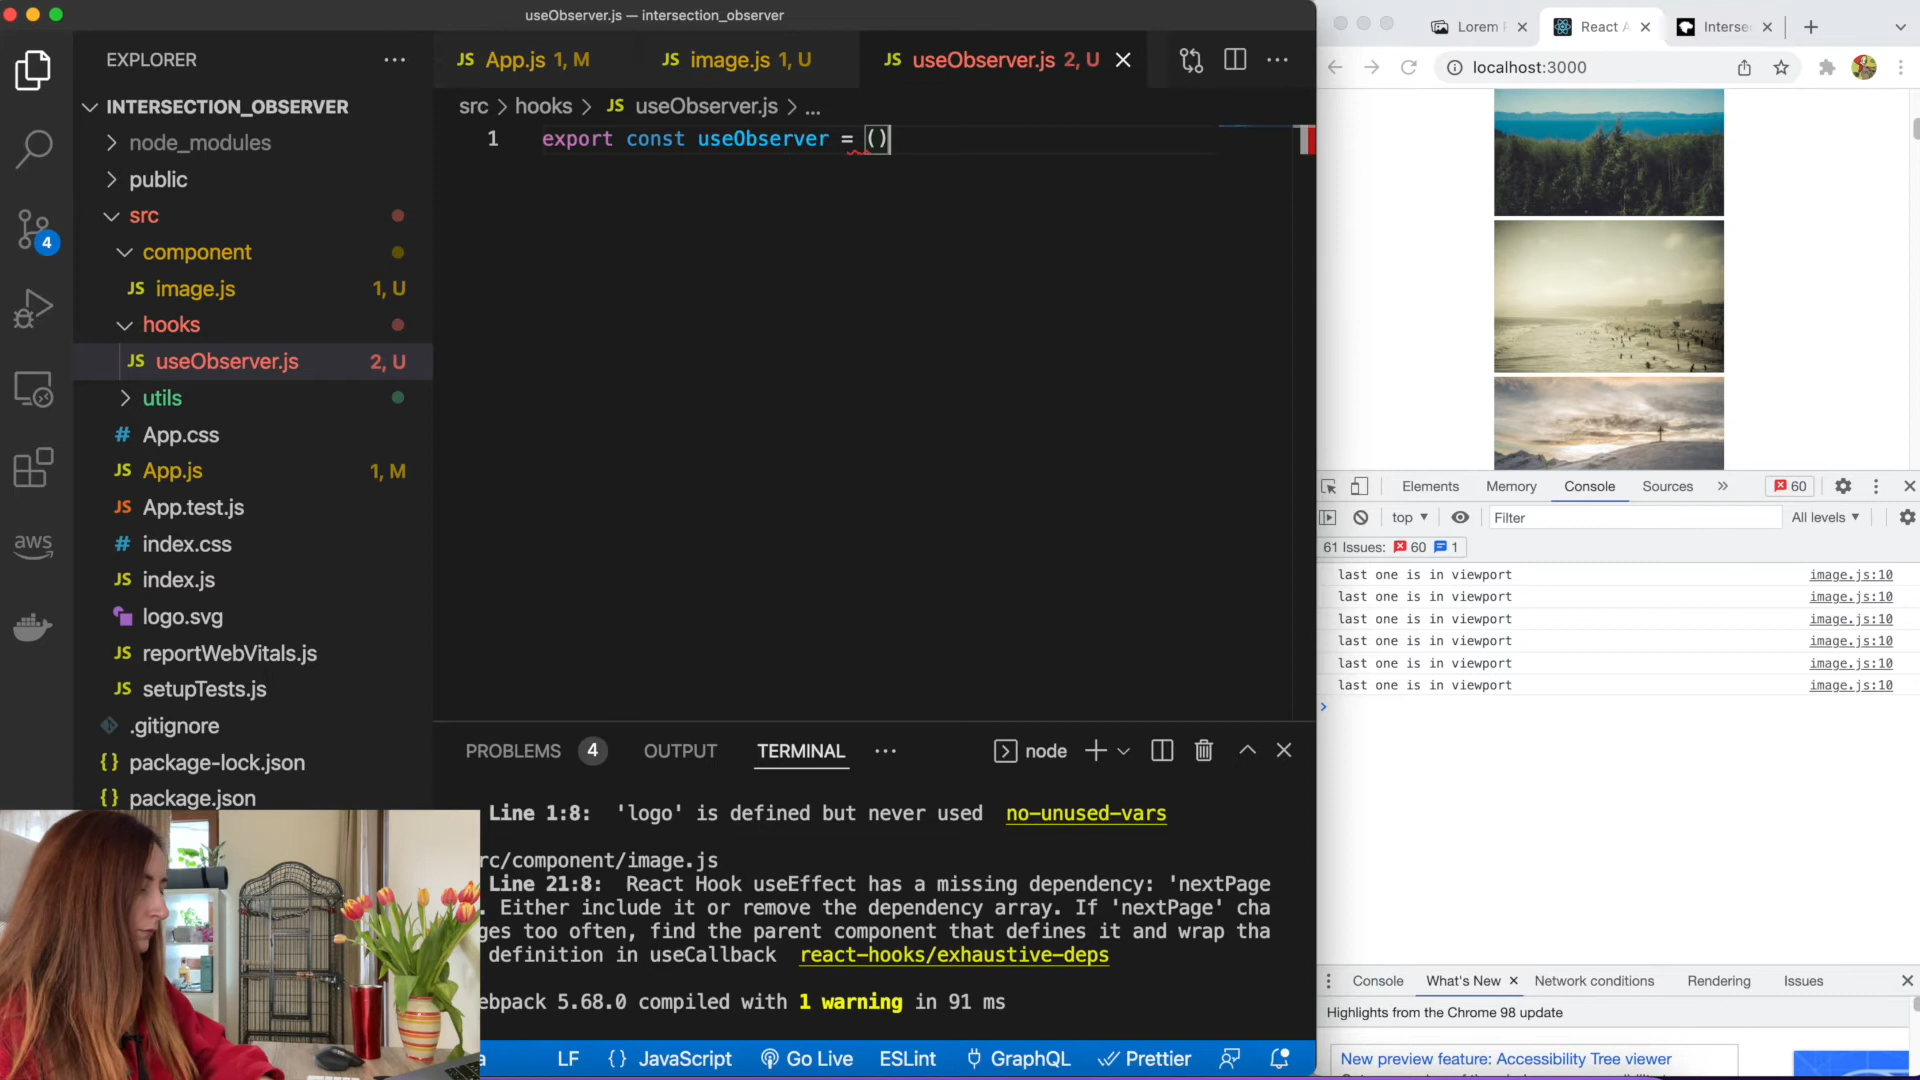 useObserver.js — intersection_observer
EXPLORER
INTERSECTION_OBSERVER
node_modules
public
src
component
JS image.js 1, U
hooks
JS useObserver.js 2, U
utils
# App.css
JS App.js 1, M
JS App.test.js
# index.css
JS index.js
logo.svg
JS reportWebVitals.js
JS setupTests.js
.gitignore
{} package-lock.json
{} package.json
4
aws
JS App.js 1, M
JS image.js 1, U
JS useObserver.js 2, U
src > hooks > JS useObserver.js > ...
1 export const useObserver = ()
PROBLEMS 4 OUTPUT TERMINAL
node
Line 1:8: 'logo' is defined but never used no-unused-vars
rc/component/image.js
Line 21:8: React Hook useEffect has a missing dependency: 'nextPage
. Either include it or remove the dependency array. If 'nextPage' cha
ges too often, find the parent component that defines it and wrap tha
definition in useCallback react-hooks/exhaustive-deps
ebpack 5.68.0 compiled with 1 warning in 91 ms
LF {} JavaScript Go Live ESLint GraphQL Prettier
Lorem
React A
Interse
localhost:3000
Elements Memory Console Sources
60
top Filter All levels
61 Issues: 60 1
last one is in viewport image.js:10
last one is in viewport image.js:10
last one is in viewport image.js:10
last one is in viewport image.js:10
last one is in viewport image.js:10
last one is in viewport image.js:10
Console What's New Network conditions Rendering Issues
Highlights from the Chrome 98 update
New preview feature: Accessibility Tree viewer